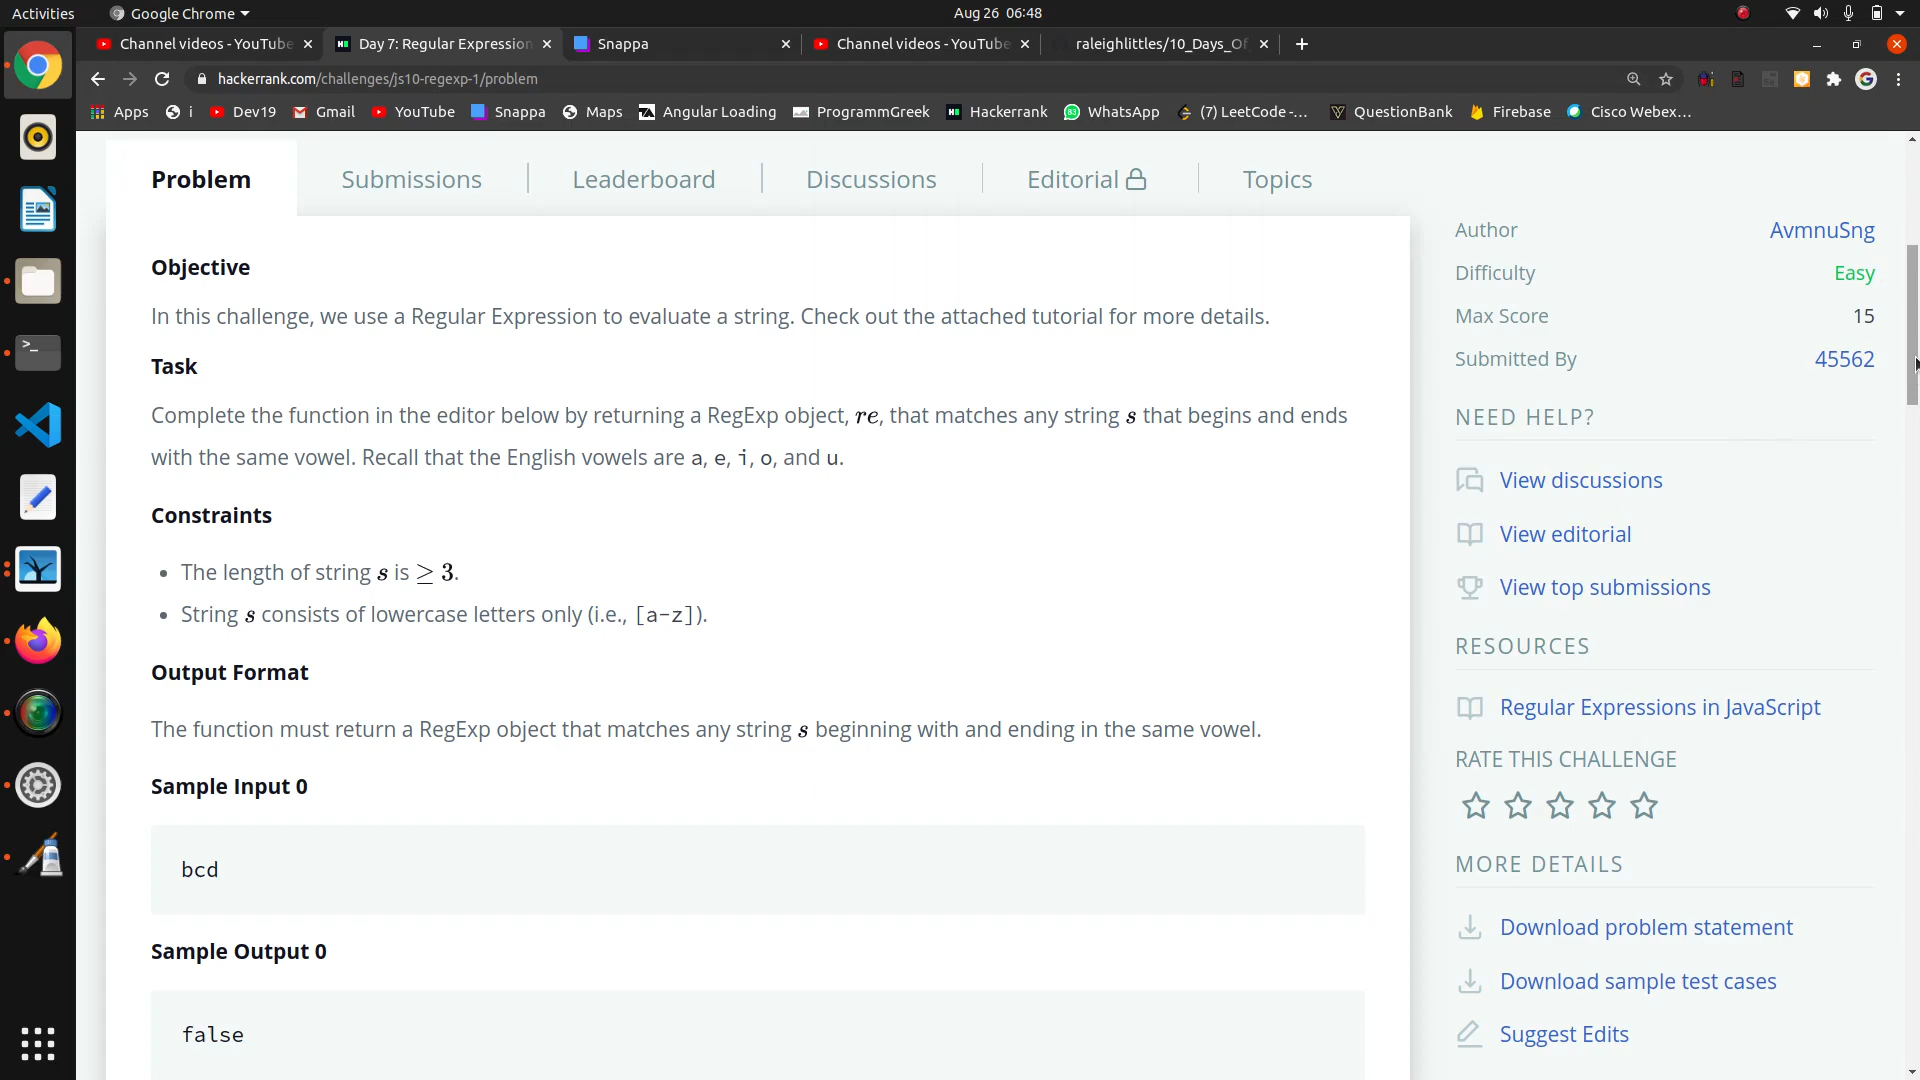 Activities Google Chrome Aug 26 06:48
Channel videos - YouTube Day 7: Regular Expression Snappa Channel videos - YouTube raleighlittles/10_Days_Of
hackerrank.com/challenges/js10-regexp-1/problem
Apps i Dev19 Gmail YouTube Snappa Maps Angular Loading ProgrammGreek Hackerrank WhatsApp (7) LeetCode -... QuestionBank Firebase Cisco Webex...
Problem Submissions Leaderboard Discussions Editorial Topics
Objective
In this challenge, we use a Regular Expression to evaluate a string. Check out the attached tutorial for more details.
Task
Complete the function in the editor below by returning a RegExp object, re, that matches any string s that begins and ends
with the same vowel. Recall that the English vowels are a, e, i, o, and u.
Constraints
• The length of string s is ≥ 3.
• String s consists of lowercase letters only (i.e., [a-z]).
Output Format
The function must return a RegExp object that matches any string s beginning with and ending in the same vowel.
Sample Input 0
bcd
Sample Output 0
false
Author AvmnuSng
Difficulty Easy
Max Score 15
Submitted By 45562
NEED HELP?
View discussions
View editorial
View top submissions
RESOURCES
Regular Expressions in JavaScript
RATE THIS CHALLENGE
MORE DETAILS
Download problem statement
Download sample test cases
Suggest Edits